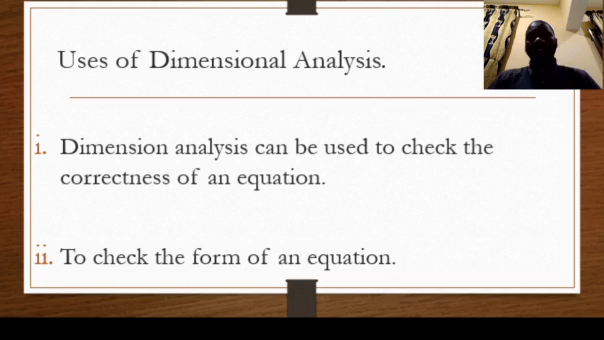 Uses of Dimensional Analysis.
i. Dimension analysis can be used to check the
correctness of an equation.
ii. To check the form of an equation.